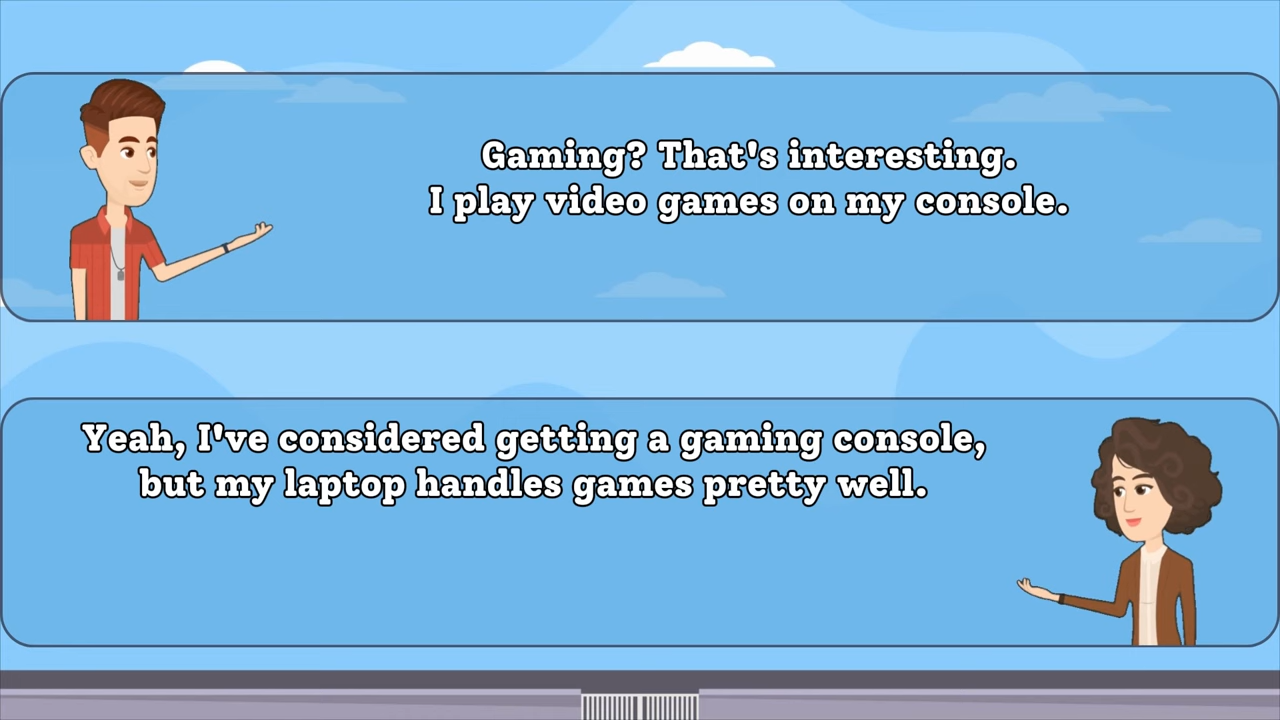 Gaming? That's interesting.
I play video games on my console.
Yeah, I've considered getting a gaming console,
but my laptop handles games pretty well.